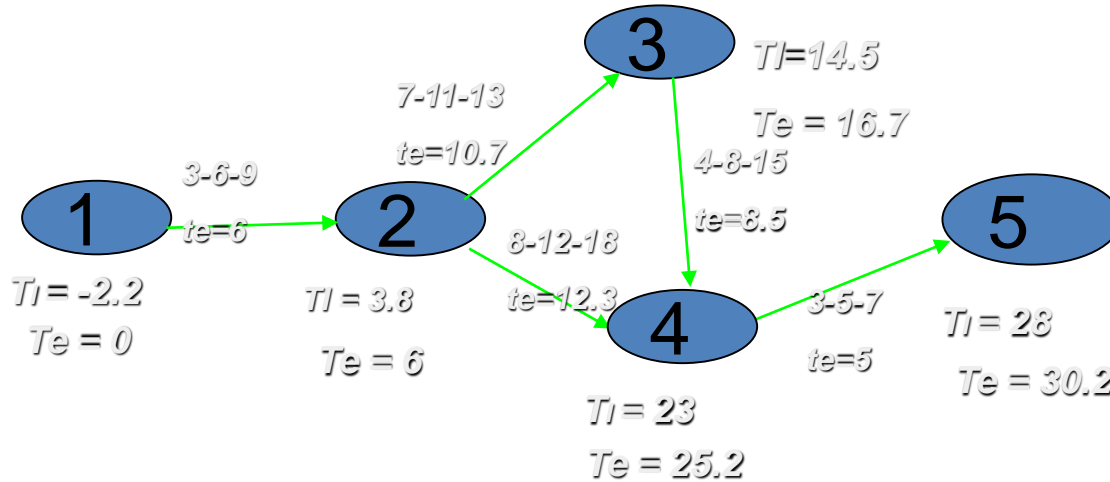 3
Tl=14.5
Te = 16.7
7-11-13
te=10.7
4-8-15
te=8.5
3-6-9
te=6
1
2
5
8-12-18
te=12.3
Tl = -2.2
Te = 0
Tl = 3.8
Te = 6
4
3-5-7
te=5
Tl = 28
Te = 30.2
Tl = 23
Te = 25.2